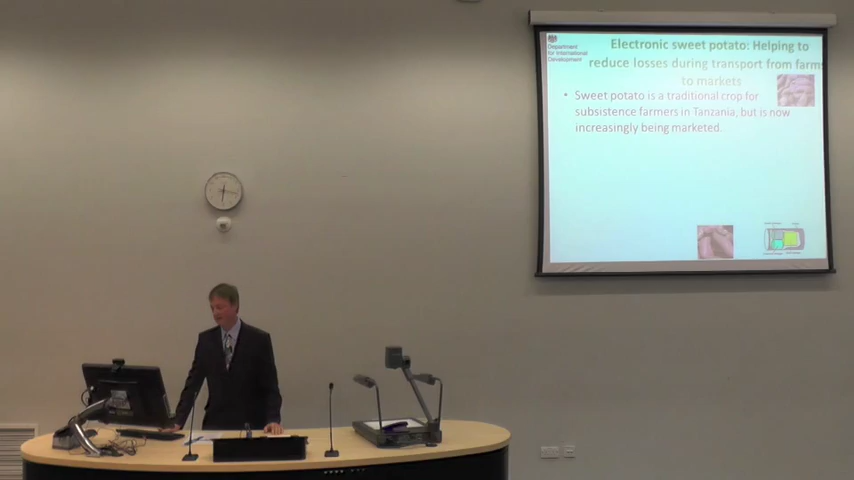 Department
for International
Development
Electronic sweet potato: Helping to
reduce losses during transport from farms
to markets
• Sweet potato is a traditional crop for
subsistence farmers in Tanzania, but is now
increasingly being marketed.